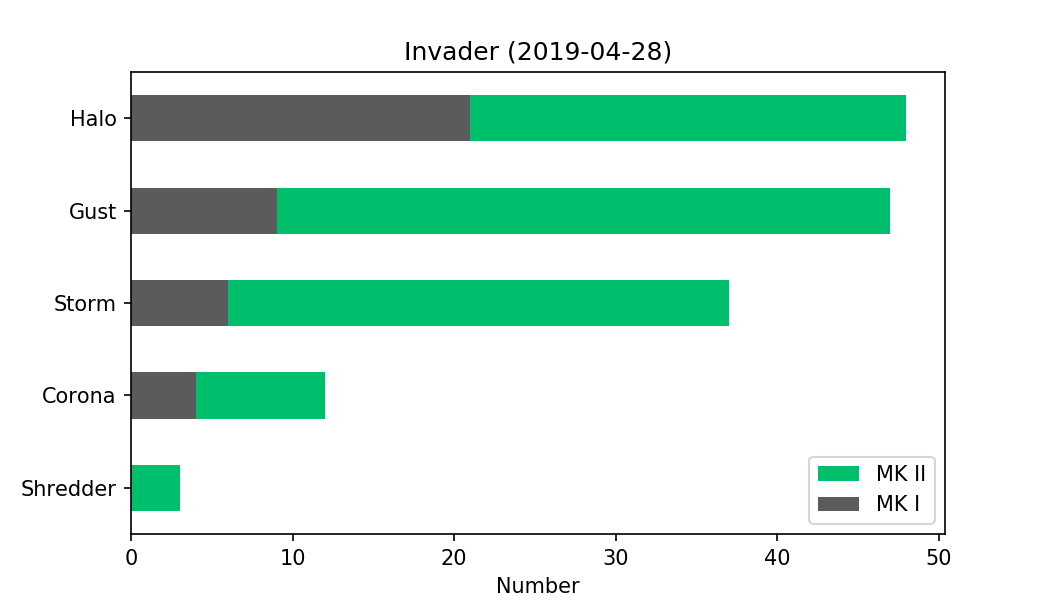 Invader (2019-04-28)
Halo
Gust
Storm
Corona
Shredder
MK II
MK I
0 10 20 30 40 50
Number